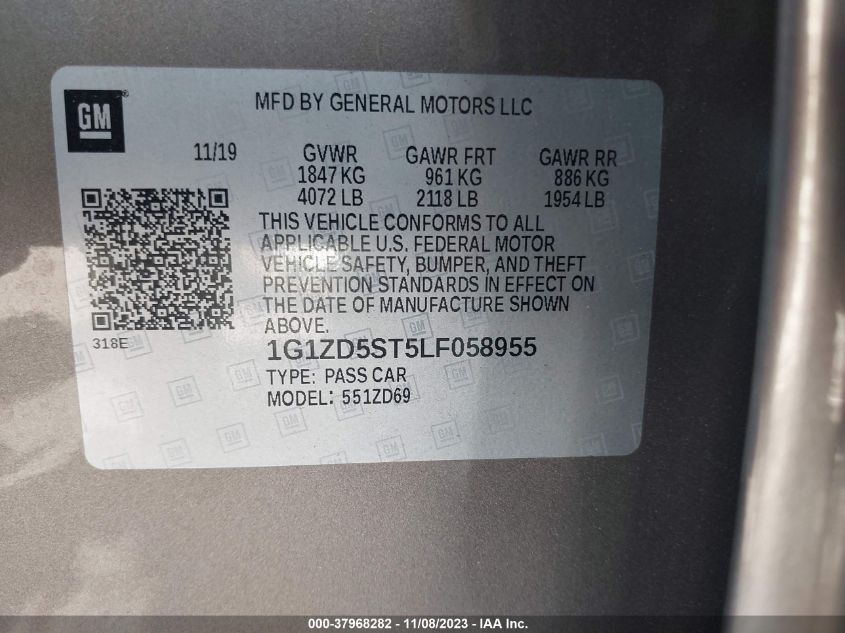 GM
MFD BY GENERAL MOTORS LLC
11/19 GVWR GAWR FRT GAWR RR
1847 KG 961 KG 886 KG
4072 LB 2118 LB 1954 LB
THIS VEHICLE CONFORMS TO ALL
APPLICABLE U.S. FEDERAL MOTOR
VEHICLE SAFETY, BUMPER, AND THEFT
PREVENTION STANDARDS IN EFFECT ON
THE DATE OF MANUFACTURE SHOWN
ABOVE.
318E
1G1ZD5ST5LF058955
TYPE: PASS CAR
MODEL: 551ZD69
000-37968282 - 11/08/2023 - IAA Inc.